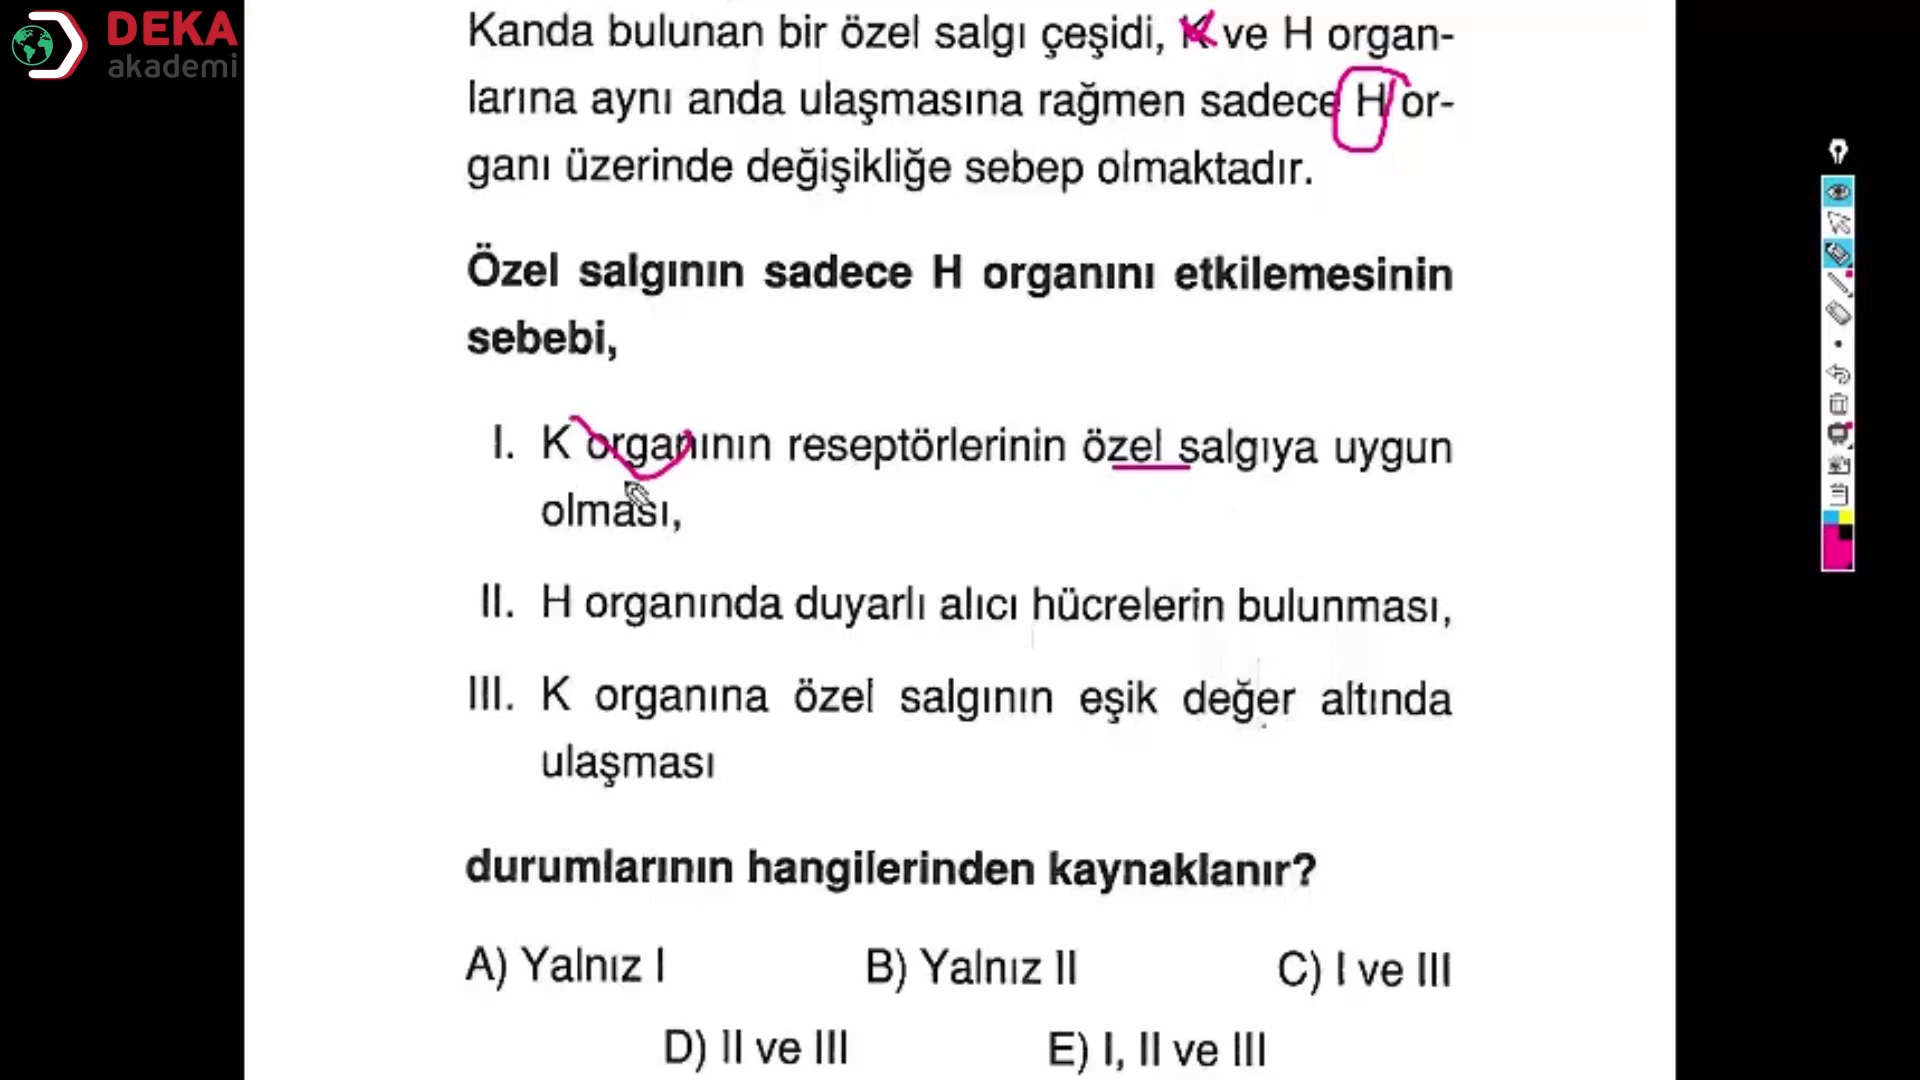 DEKA
akademi
Kanda bulunan bir özel salgı çeşidi, K ve H organ-
larına aynı anda ulaşmasına rağmen sadece H or-
ganı üzerinde değişikliğe sebep olmaktadır.
Özel salgının sadece H organını etkilemesinin
sebebi,
I. K organının reseptörlerinin özel salgıya uygun
olması,
II. H organında duyarlı alıcı hücrelerin bulunması,
III. K organına özel salgının eşik değer altında
ulaşması
durumlarının hangilerinden kaynaklanır?
A) Yalnız I B) Yalnız II C) I ve III
D) II ve III E) I, II ve III